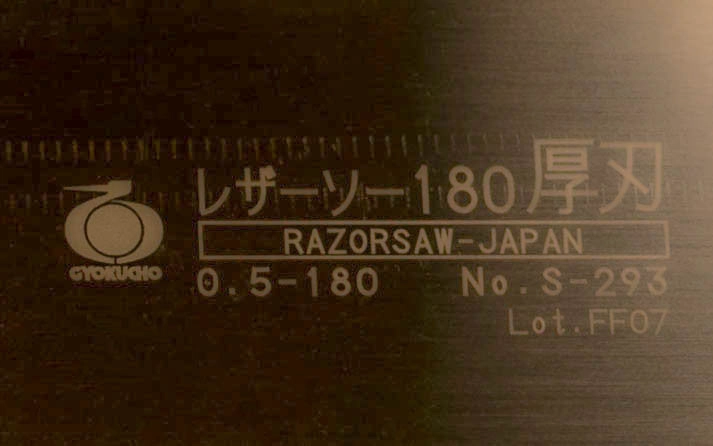 レザーソー180厚刃
RAZORSAW-JAPAN
GYOKUCHO
0.5-180 No.S-293
Lot.FF07